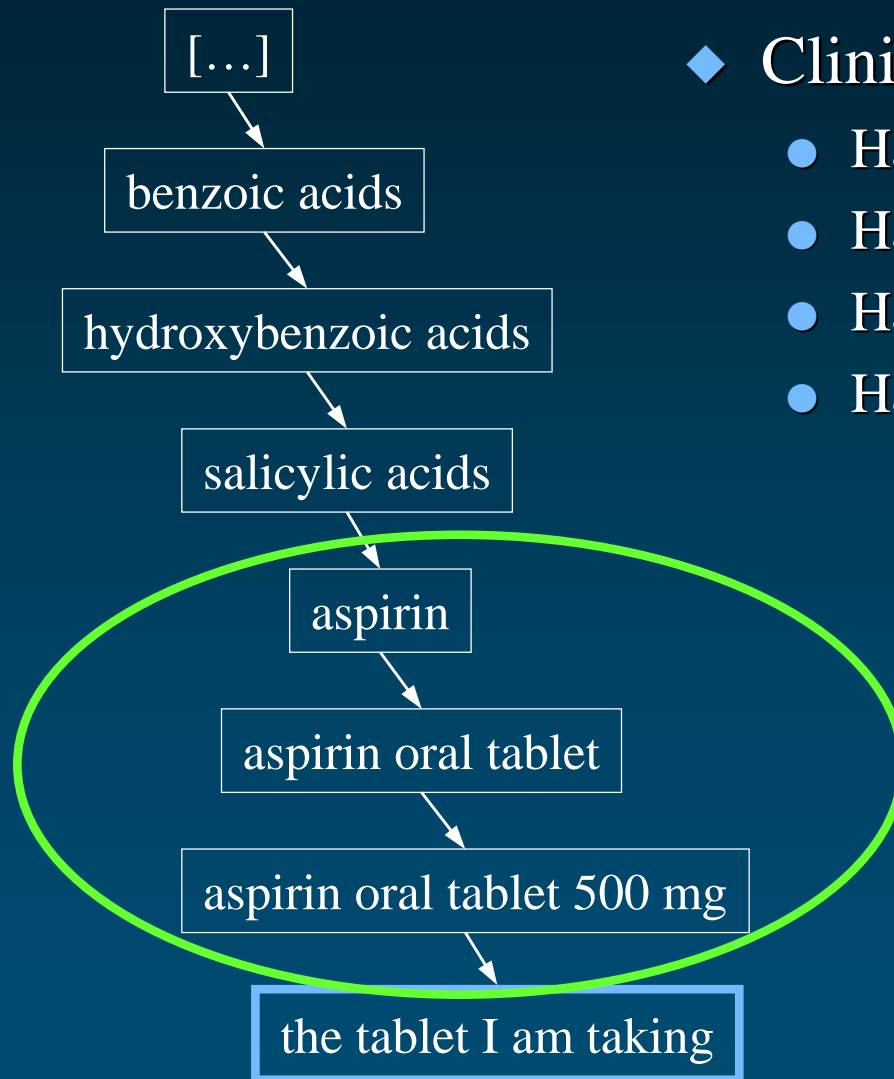 […]
benzoic acids
hydroxybenzoic acids
salicylic acids
aspirin
aspirin oral tablet
aspirin oral tablet 500 mg
the tablet I am taking